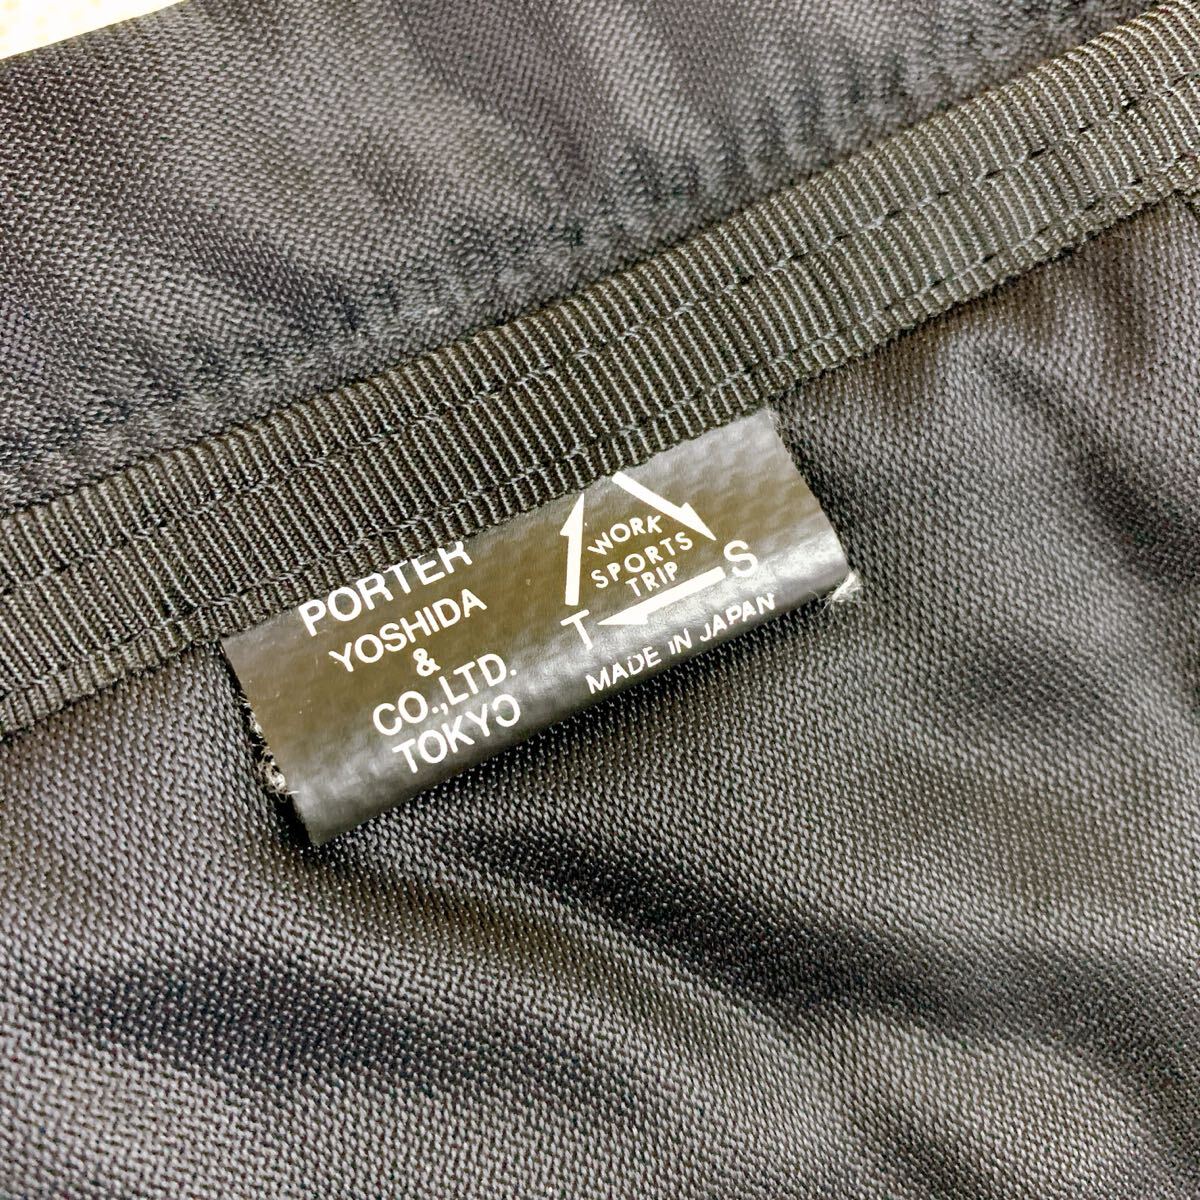 PORTER
YOSHIDA
&
CO.,LTD.
TOKYO
WORK
SPORTS
TRIP
T S
MADE IN JAPAN